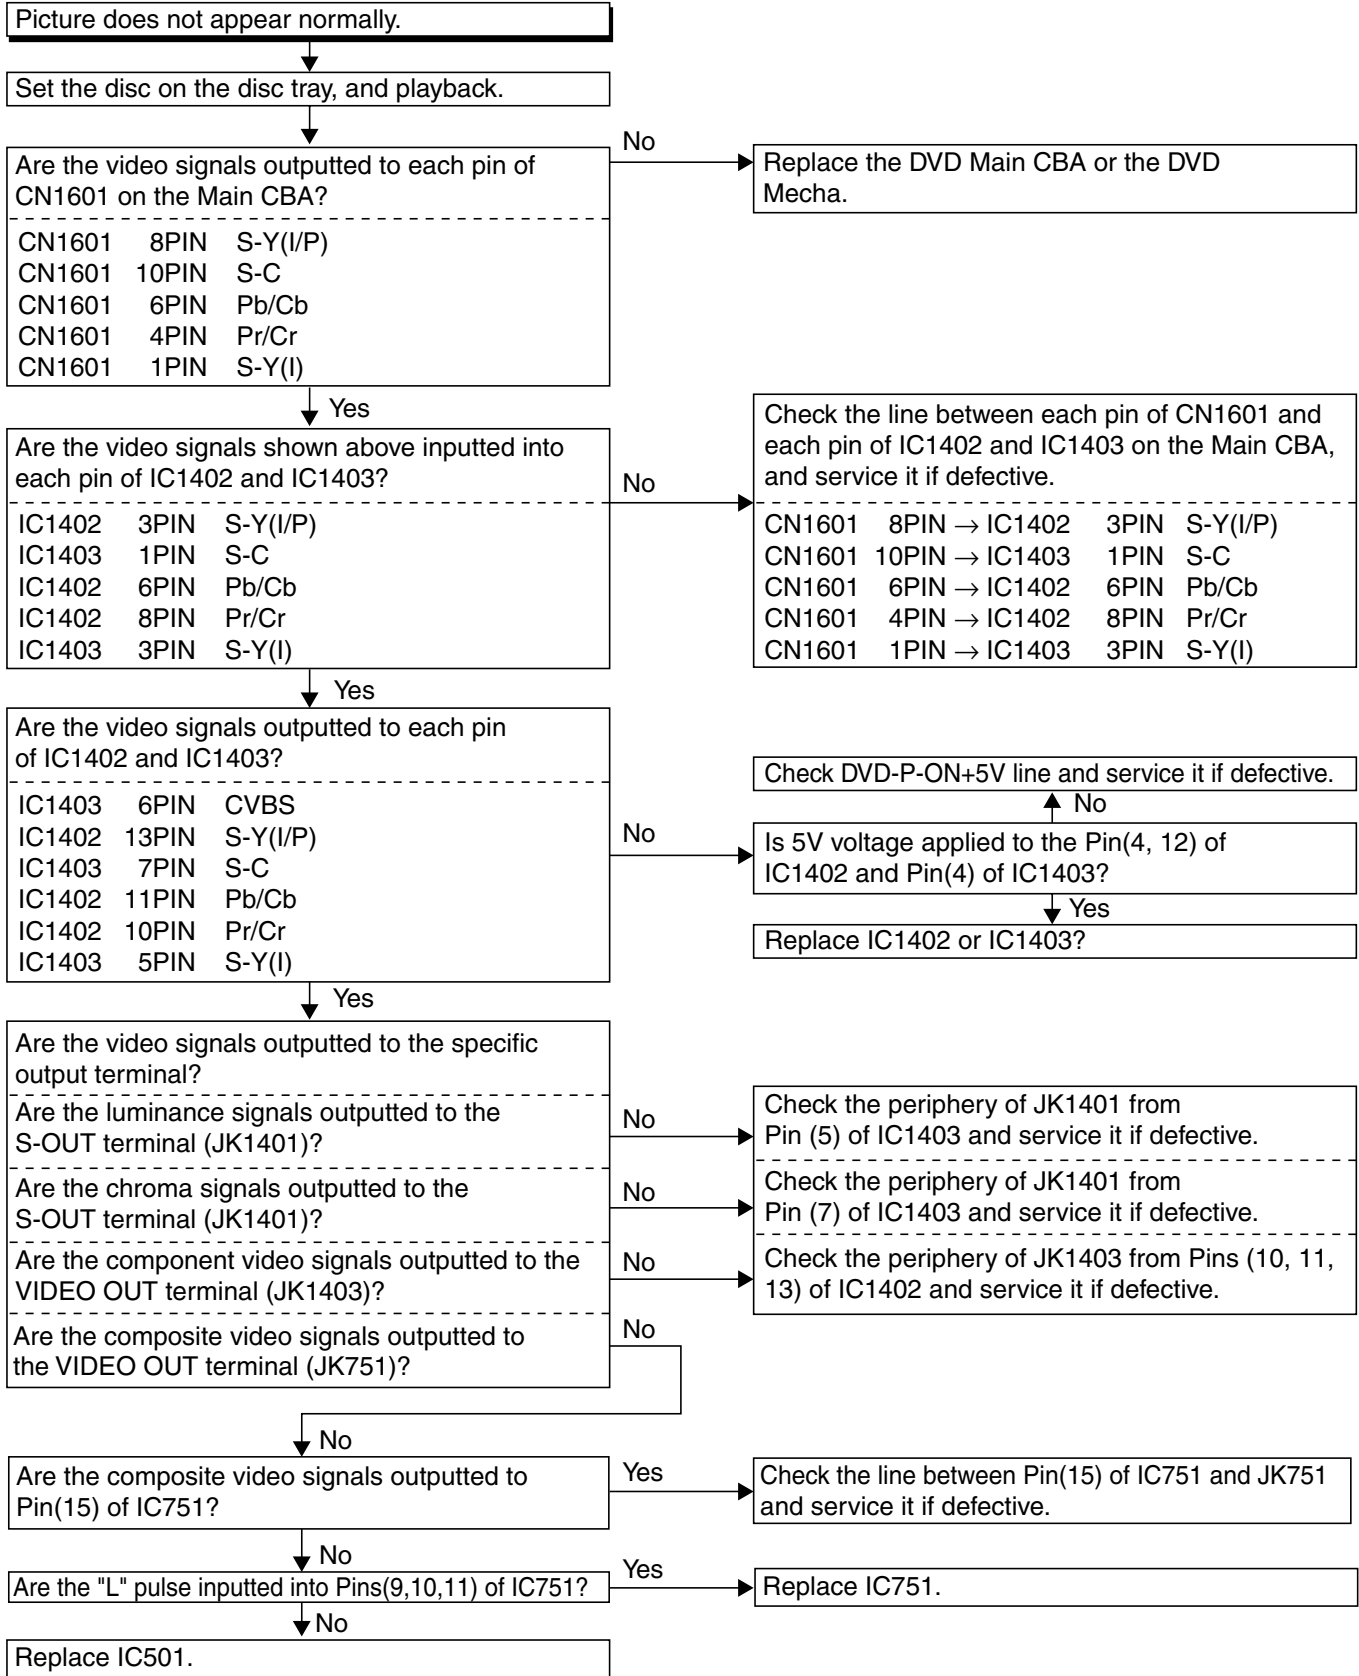 Picture does not appear normally.
Set the disc on the disc tray, and playback.
No
Are the video signals outputted to each pin of
CN1601 on the Main CBA?
Replace the DVD Main CBA or the DVD
Mecha.
CN1601 8PIN S-Y(I/P)
CN1601 10PIN S-C
CN1601 6PIN Pb/Cb
CN1601 4PIN Pr/Cr
CN1601 1PIN S-Y(I)
Yes
Are the video signals shown above inputted into
each pin of IC1402 and IC1403?
No
IC1402 3PIN S-Y(I/P)
IC1403 1PIN S-C
IC1402 6PIN Pb/Cb
IC1402 8PIN Pr/Cr
IC1403 3PIN S-Y(I)
Check the line between each pin of CN1601 and
each pin of IC1402 and IC1403 on the Main CBA,
and service it if defective.
CN1601 8PIN → IC1402 3PIN S-Y(I/P)
CN1601 10PIN → IC1403 1PIN S-C
CN1601 6PIN → IC1402 6PIN Pb/Cb
CN1601 4PIN → IC1402 8PIN Pr/Cr
CN1601 1PIN → IC1403 3PIN S-Y(I)
Yes
Are the video signals outputted to each pin
of IC1402 and IC1403?
IC1403 6PIN CVBS
IC1402 13PIN S-Y(I/P)
IC1403 7PIN S-C
IC1402 11PIN Pb/Cb
IC1402 10PIN Pr/Cr
IC1403 5PIN S-Y(I)
No
Check DVD-P-ON+5V line and service it if defective.
No
Is 5V voltage applied to the Pin(4, 12) of
IC1402 and Pin(4) of IC1403?
Yes
Replace IC1402 or IC1403?
Yes
Are the video signals outputted to the specific
output terminal?
Are the luminance signals outputted to the
S-OUT terminal (JK1401)?
No
Check the periphery of JK1401 from
Pin (5) of IC1403 and service it if defective.
Are the chroma signals outputted to the
S-OUT terminal (JK1401)?
No
Check the periphery of JK1401 from
Pin (7) of IC1403 and service it if defective.
Are the component video signals outputted to the
VIDEO OUT terminal (JK1403)?
No
Check the periphery of JK1403 from Pins (10, 11,
13) of IC1402 and service it if defective.
Are the composite video signals outputted to
the VIDEO OUT terminal (JK751)?
No
No
Are the composite video signals outputted to
Pin(15) of IC751?
Yes
Check the line between Pin(15) of IC751 and JK751
and service it if defective.
No
Are the "L" pulse inputted into Pins(9,10,11) of IC751?
Yes
Replace IC751.
No
Replace IC501.